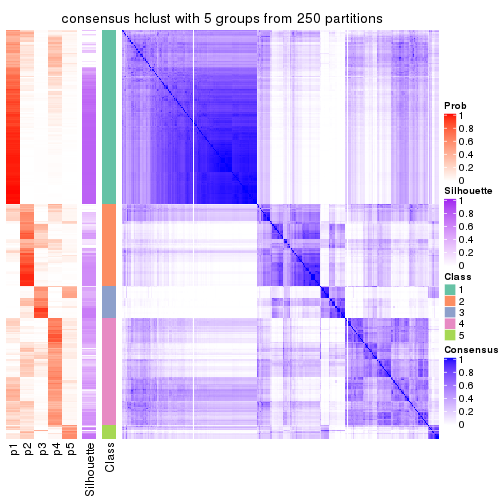 consensus hclust with 5 groups from 250 partitions
Prob
1
0.8
0.6
0.4
0.2
0
Silhouette
1
0.8
0.6
0.4
0.2
0
Class
1
2
3
4
5
Consensus
1
0.8
0.6
0.4
0.2
0
p1
p2
p3
p4
p5
Silhouette
Class